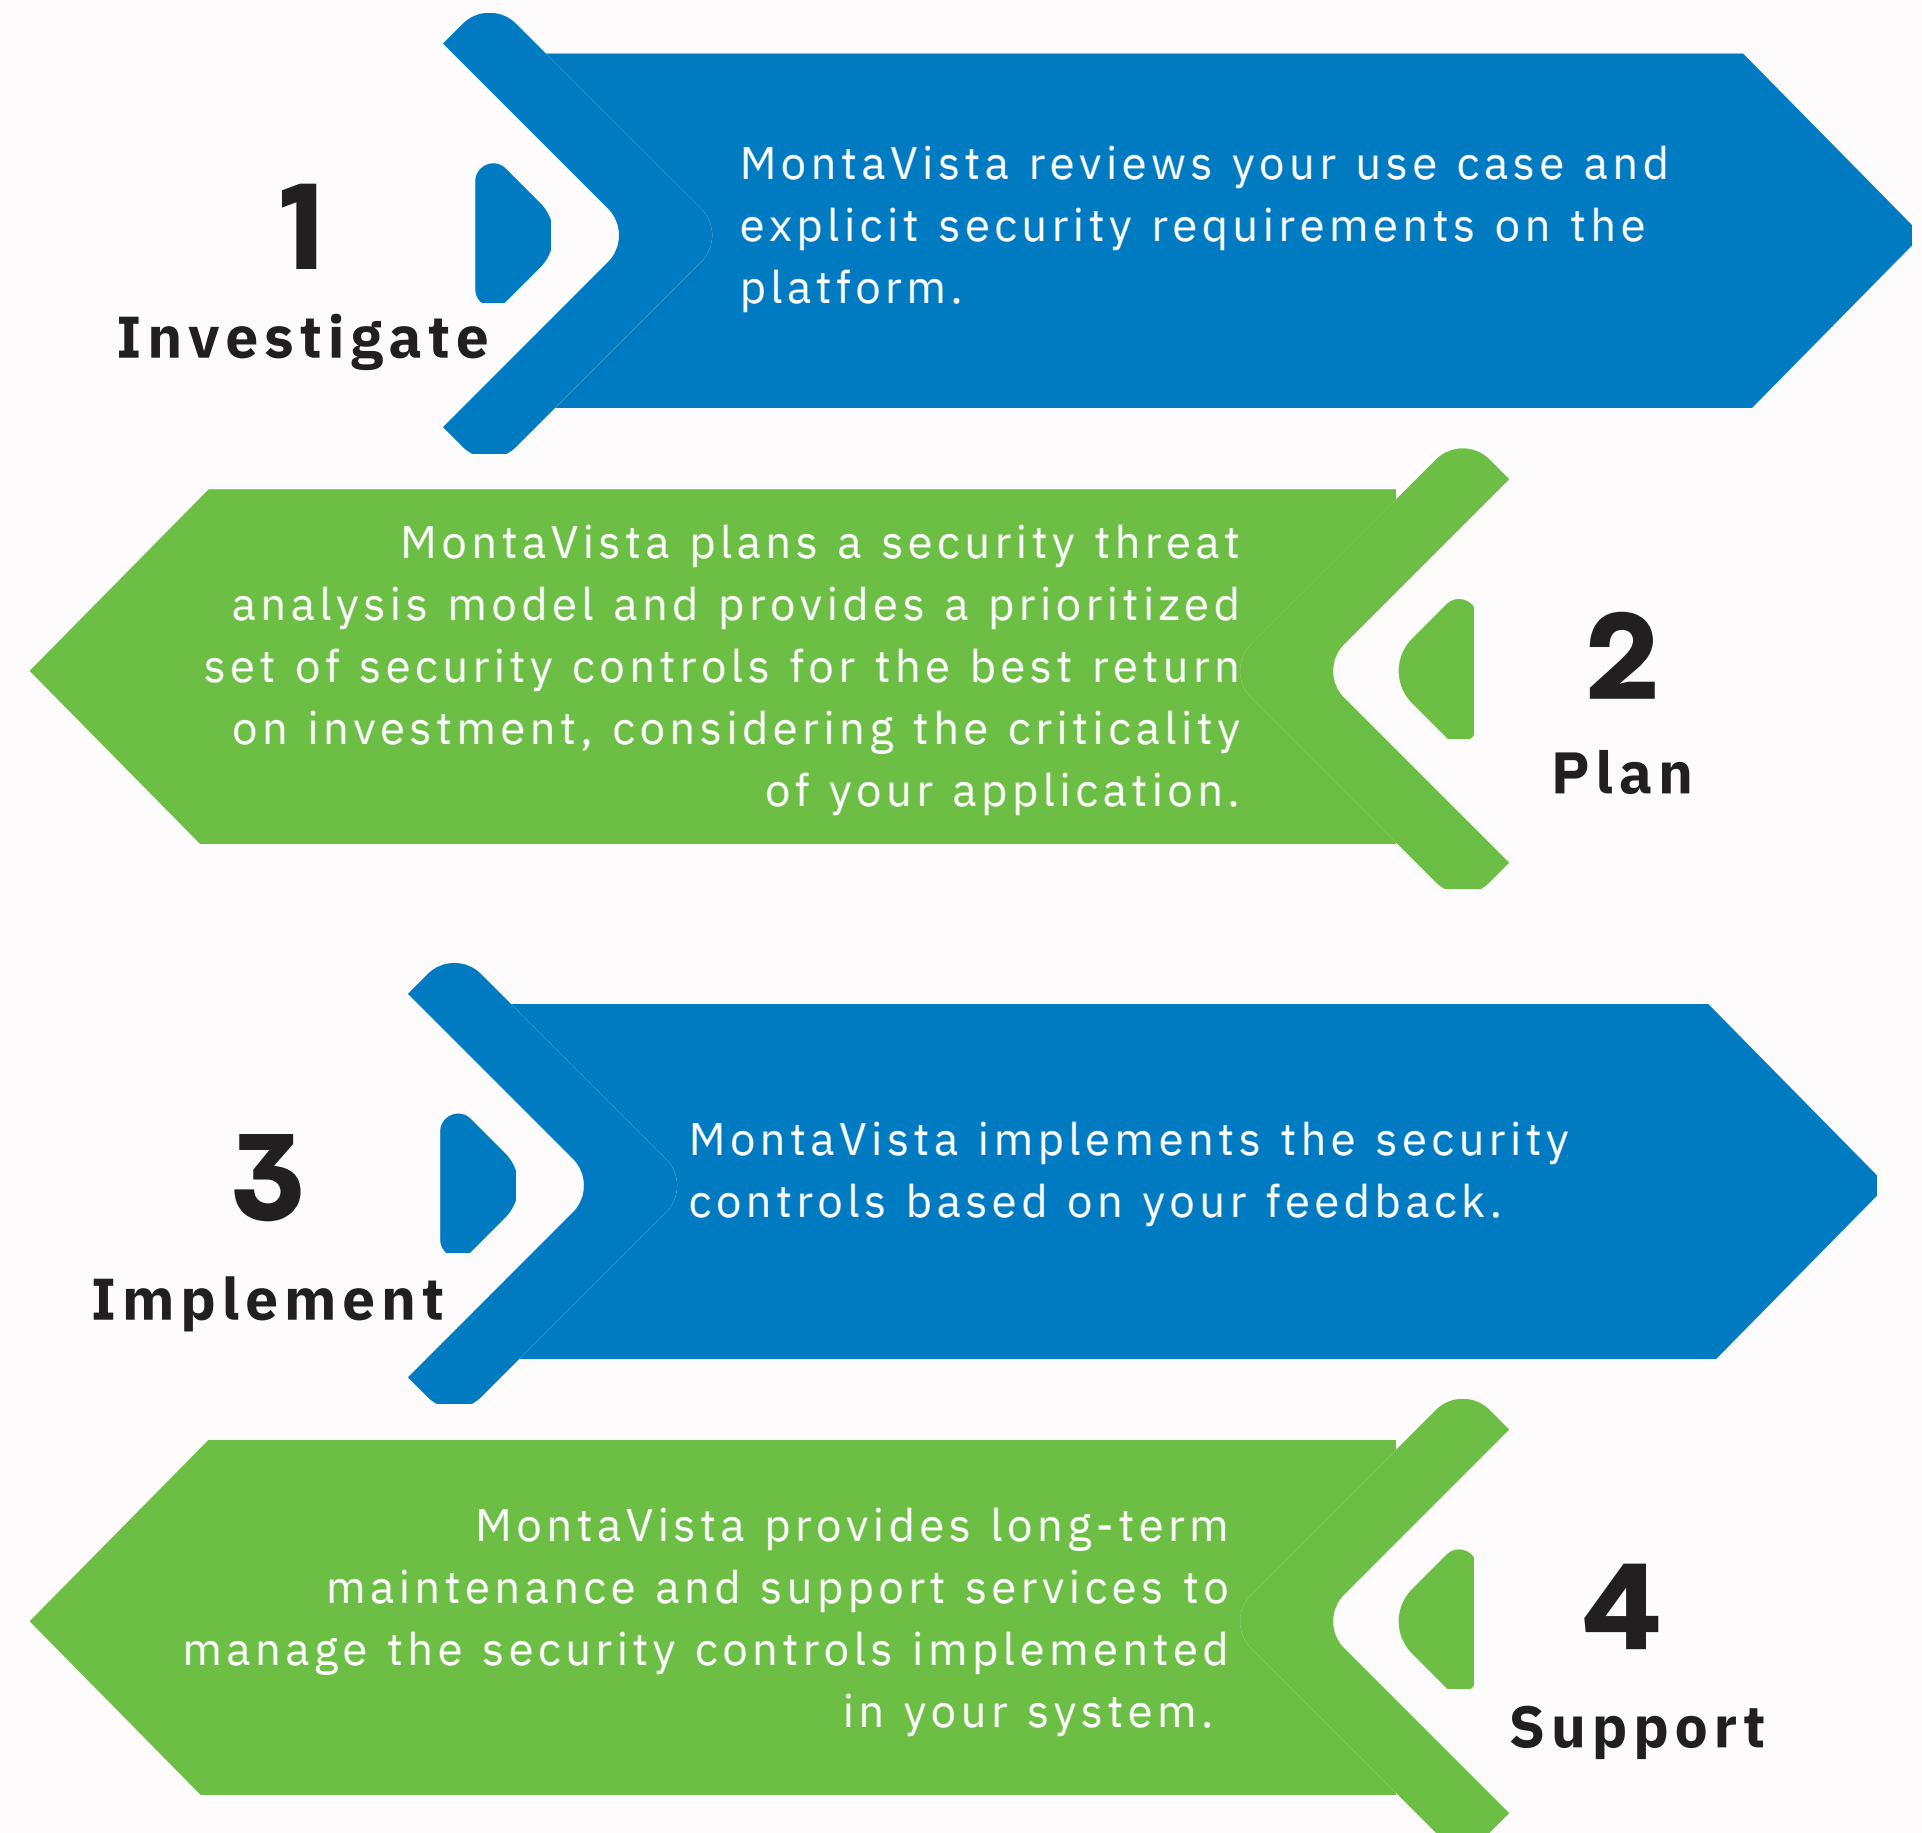 1
Investigate
MontaVista reviews your use case and
explicit security requirements on the
platform.
MontaVista plans a security threat
analysis model and provides a prioritized
set of security controls for the best return
on investment, considering the criticality
of your application.
2
Plan
3
Implement
MontaVista implements the security
controls based on your feedback.
MontaVista provides long-term
maintenance and support services to
manage the security controls implemented
in your system.
4
Support